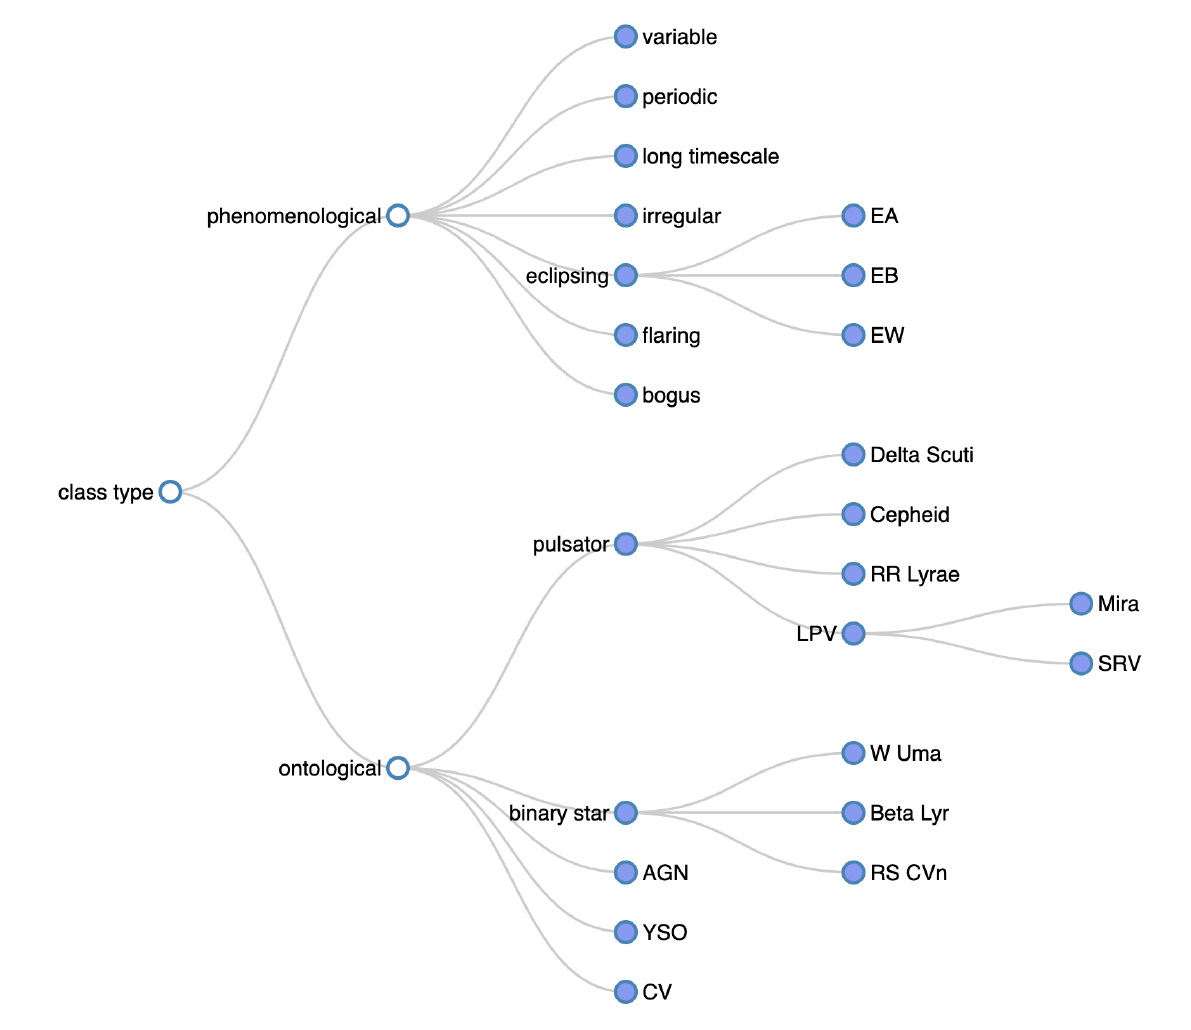 variable
periodic
long timescale
phenomenological
irregular
EA
eclipsing
EB
flaring
EW
bogus
Delta Scuti
class type
Cepheid
pulsator
RR Lyrae
Mira
LPV
SRV
W Uma
ontological
binary star
Beta Lyr
AGN
RS CVn
YSO
CV